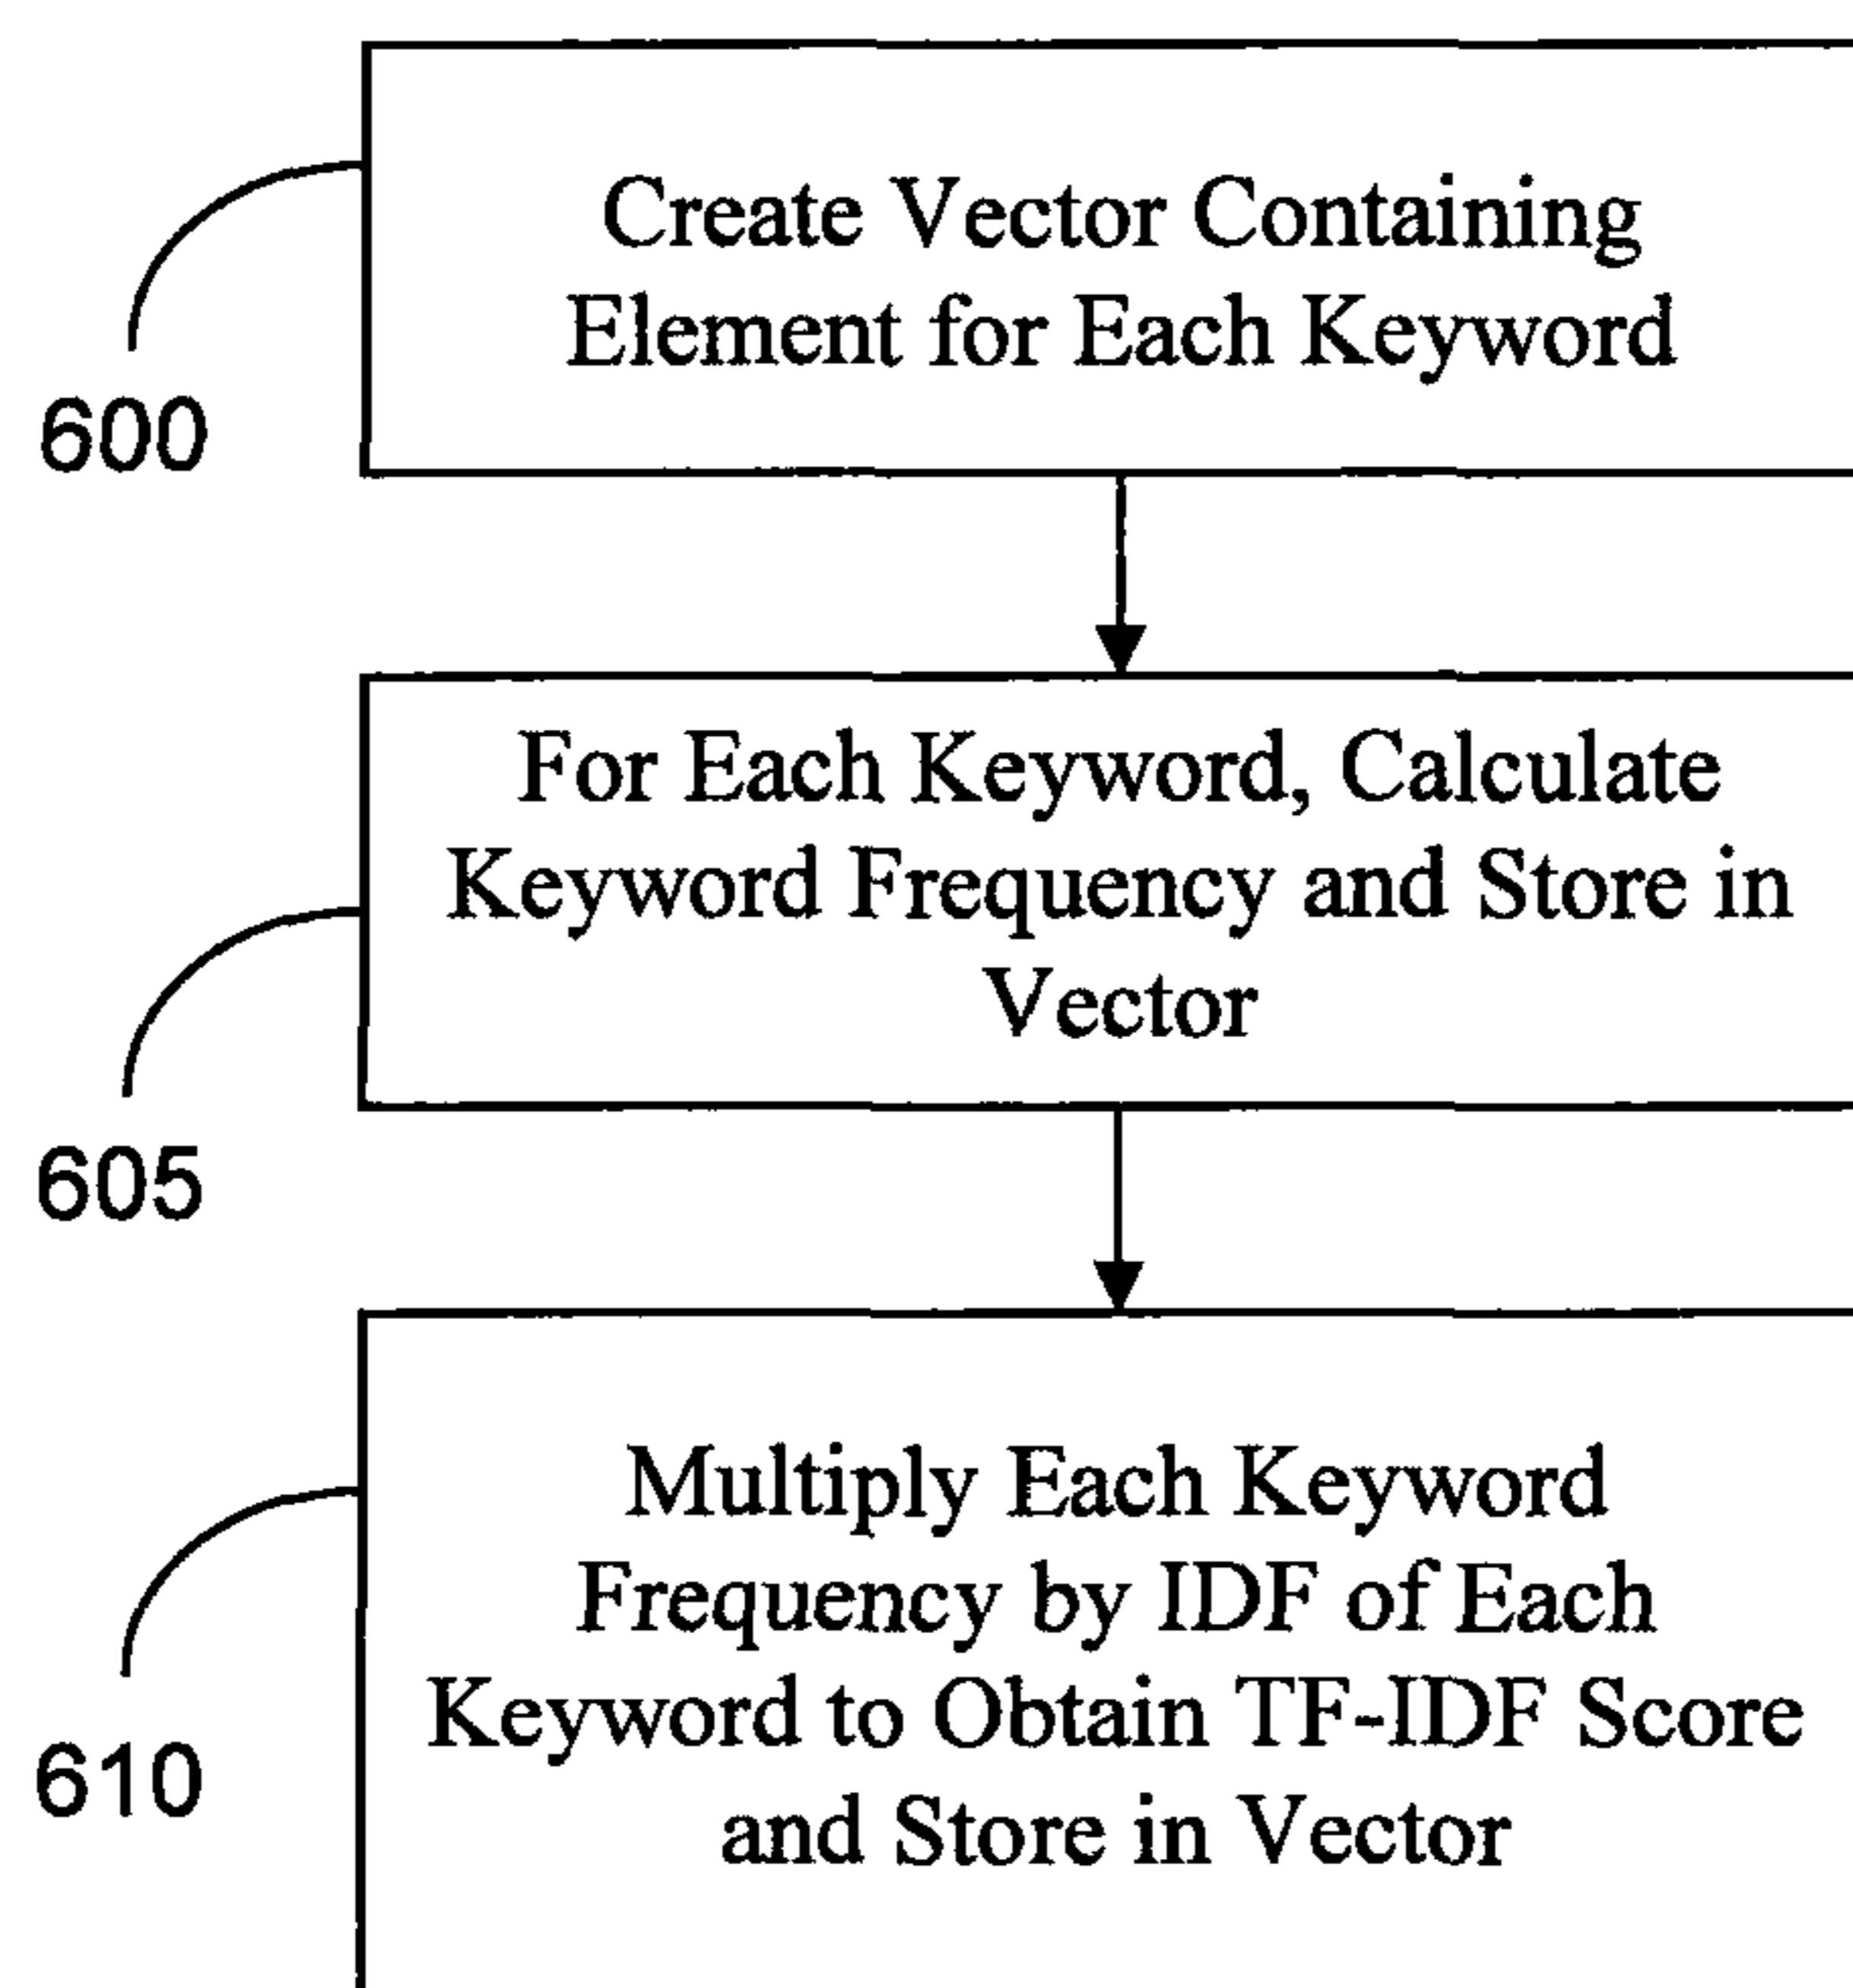 Create Vector Containing
Element for Each Keyword
600
For Each Keyword, Calculate
Keyword Frequency and Store in
Vector
605
Multiply Each Keyword
Frequency by IDF of Each
Keyword to Obtain TF-IDF Score
and Store in Vector
610